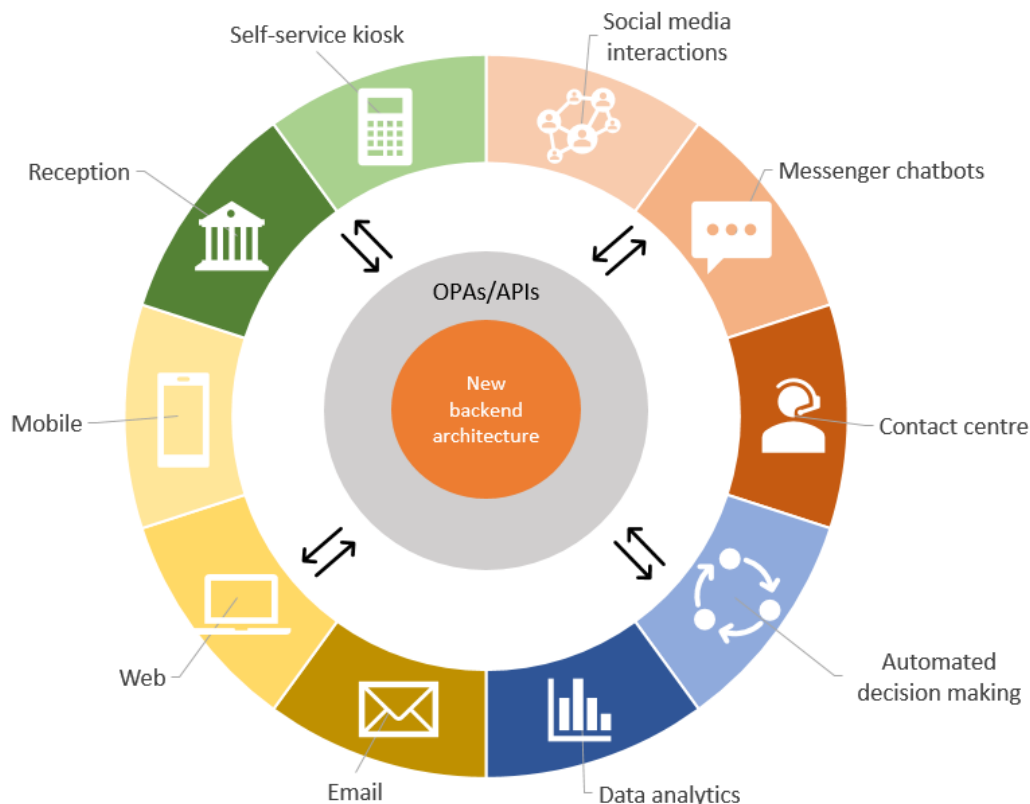 Self-service kiosk
Social media
interactions
Reception
Messenger chatbots
OPAs/APIs
New
backend
architecture
Mobile
Contact centre
Web
Automated
decision making
Email
Data analytics